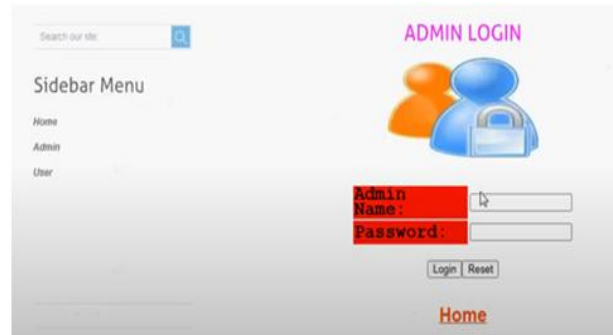 Search our site:
Sidebar Menu
Home
Admin
User
ADMIN LOGIN
Admin
Name:
Password:
Login Reset
Home